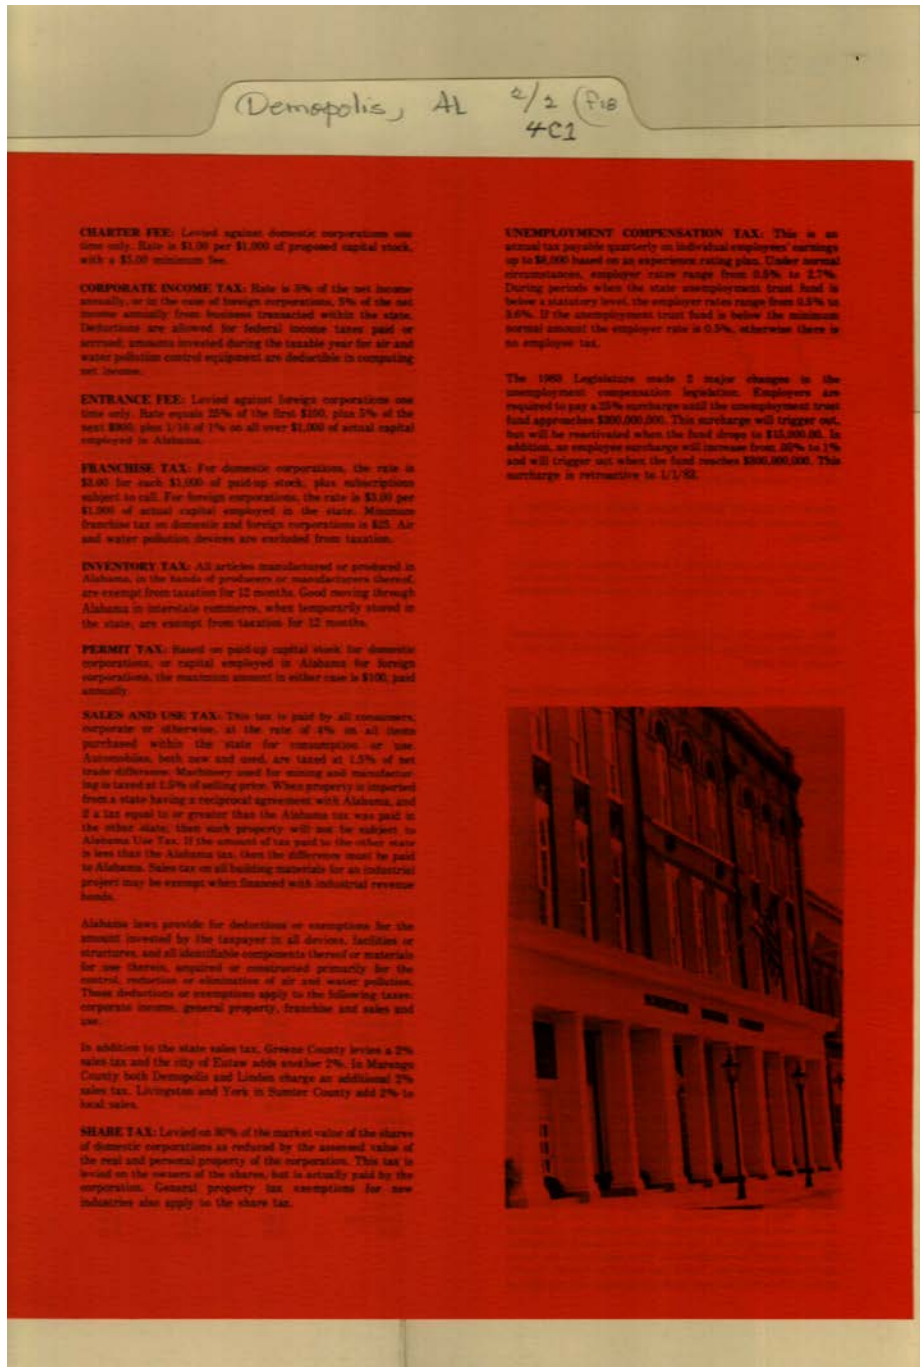 Demopolis, AL 2/2 (F18
4C1
CHARTER FEE: Levied against domestic corporations one
time only. Rate is $1.00 per $1,000 of proposed capital stock,
with a $5.00 minimum fee.
CORPORATE INCOME TAX: Rate is 5% of the net income
annually, or in the case of foreign corporations, 5% of the net
income annually from business transacted within the state.
Deductions are allowed for federal income taxes paid or
accrued; amounts invested during the taxable year for air and
water pollution control equipment are deductible in computing
net income.
ENTRANCE FEE: Levied against foreign corporations one
time only. Rate equals 25% of the first $100, plus 5% of the
next $900, plus 1/10 of 1% on all over $1,000 of actual capital
employed in Alabama.
FRANCHISE TAX: For domestic corporations, the rate is
$3.00 for each $1,000 of paid-up stock, plus subscriptions
subject to call. For foreign corporations, the rate is $3.00 per
$1,000 of actual capital employed in the state. Minimum
franchise tax on domestic and foreign corporations is $25. Air
and water pollution devices are excluded from taxation.
INVENTORY TAX: All articles manufactured or produced in
Alabama, in the hands of producers or manufacturers thereof,
are exempt from taxation for 12 months. Good moving through
Alabama in interstate commerce, when temporarily stored in
the state, are exempt from taxation for 12 months.
PERMIT TAX: Based on paid-up capital stock for domestic
corporations, or capital employed in Alabama for foreign
corporations, the maximum amount in either case is $100, paid
annually.
SALES AND USE TAX: This tax is paid by all consumers,
corporate or otherwise, at the rate of 4% on all items
purchased within the state for consumption or use.
Automobiles, both new and used, are taxed at 1.5% of net
trade difference. Machinery used for mining and manufactur-
ing is taxed at 1.5% of selling price. When property is imported
from a state having a reciprocal agreement with Alabama, and
if a tax equal to or greater than the Alabama tax was paid in
the other state, then such property will not be subject to
Alabama Use Tax. If the amount of tax paid to the other state
is less than the Alabama tax, then the difference must be paid
to Alabama. Sales tax on all building materials for an industrial
project may be exempt when financed with industrial revenue
bonds.
Alabama laws provide for deductions or exemptions for the
amount invested by the taxpayer in all devices, facilities or
structures, and all identifiable components thereof or materials
for use therein, acquired or constructed primarily for the
control, reduction or elimination of air and water pollution.
These deductions or exemptions apply to the following taxes:
corporate income, general property, franchise and sales and
use.
In addition to the state sales tax, Greene County levies a 2%
sales tax and the city of Eutaw adds another 2%. In Marengo
County both Demopolis and Linden charge an additional 2%
sales tax. Livingston and York in Sumter County add 2% to
local sales.
SHARE TAX: Levied on 80% of the market value of the shares
of domestic corporations as reduced by the assessed value of
the real and personal property of the corporation. This tax is
levied on the owners of the shares, but is actually paid by the
corporation. General property tax exemptions for new
industries also apply to the share tax.
UNEMPLOYMENT COMPENSATION TAX: This is an
annual tax payable quarterly on individual employees' earnings
up to $8,000 based on an experience rating plan. Under normal
circumstances, employer rates range from 0.5% to 2.7%.
During periods when the state unemployment trust fund is
below a statutory level, the employer rates range from 0.5% to
3.6%. If the unemployment trust fund is below the minimum
normal amount the employer rate is 0.5%, otherwise there is
no employee tax.
The Legislature made 2 major changes in the
unemployment compensation legislation. Employers are
required to pay a 25% surcharge until the unemployment trust
fund approaches $300,000,000. This surcharge will trigger out,
but will be reactivated when the fund drops to $15,000.00. In
addition, an employee surcharge will increase from to 1%
and will trigger out when the fund reaches $300,000,000. This
surcharge is retroactive to 1/1/83.